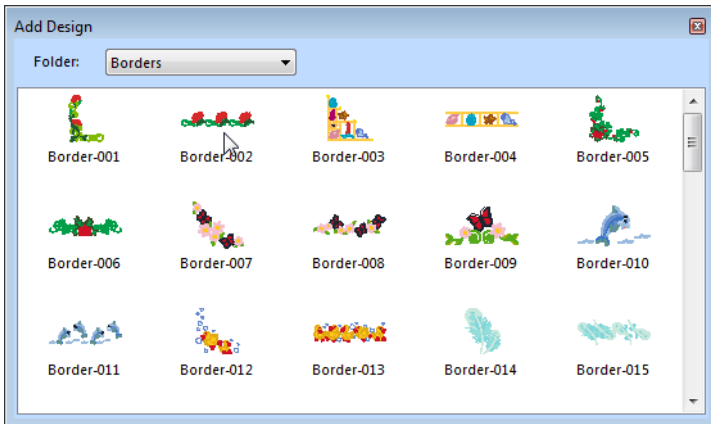 Add Design
Folder: Borders
Border-001 Border-002 Border-003 Border-004 Border-005
Border-006 Border-007 Border-008 Border-009 Border-010
Border-011 Border-012 Border-013 Border-014 Border-015